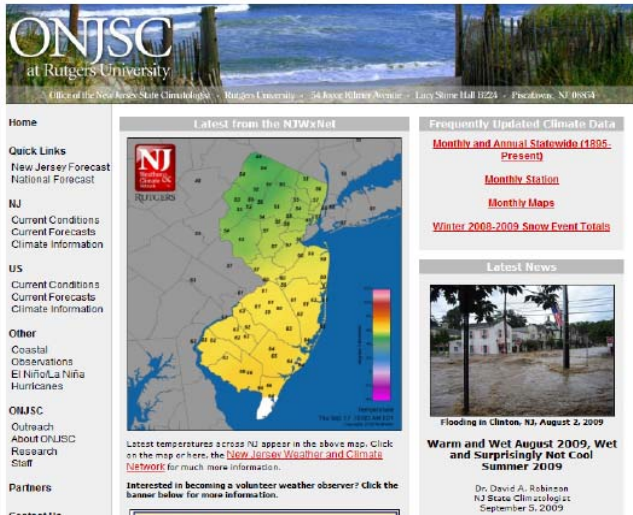 ONJSC
at Rutgers University
Office of the New Jersey State Climatologist - Rutgers University - 54 Joyce Kilmer Avenue - Lucy Stone Hall B224 - Piscataway, NJ 08854
Home
Quick Links
New Jersey Forecast
National Forecast
NJ
Current Conditions
Current Forecasts
Climate Information
US
Current Conditions
Current Forecasts
Climate Information
Other
Coastal
Observations
El Niño/La Niña
Hurricanes
ONJSC
Outreach
About ONJSC
Research
Staff
Partners
Contact Us
Latest from the NJWxNet
NJ
Weather &
Climate
Network
RUTGERS
Latest temperatures across NJ appear in the above map. Click
on the map or here, the New Jersey Weather and Climate
Network for much more information.
Interested in becoming a volunteer weather observer? Click the
banner below for more information.
Frequently Updated Climate Data
Monthly and Annual Statewide (1895-
Present)
Monthly Station
Monthly Maps
Winter 2008-2009 Snow Event Totals
Latest News
Flooding in Clinton, NJ, August 2, 2009
Warm and Wet August 2009, Wet
and Surprisingly Not Cool
Summer 2009
Dr. David A. Robinson
NJ State Climatologist
September 5, 2009